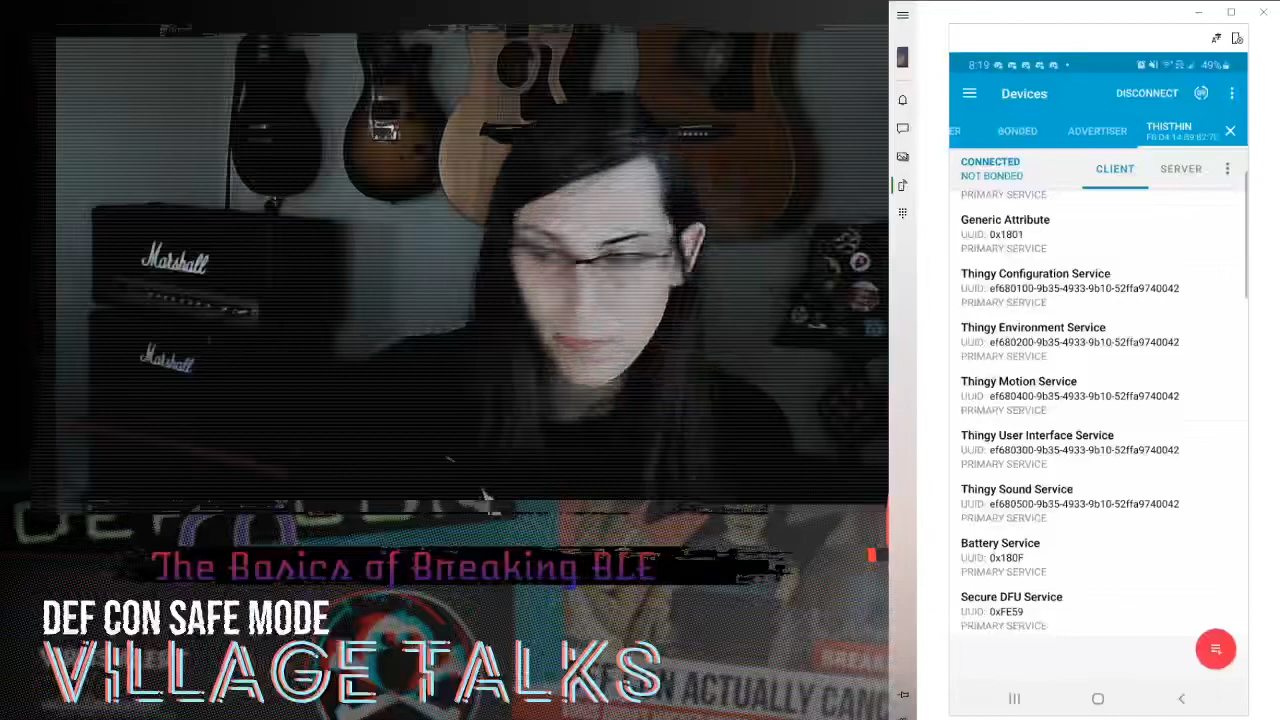 Marshall
Marshall
The Basics of Breaking BLE
DEF CON SAFE MODE
VILLAGE TALKS
ACTUALLY CANC
8:19
49%
Devices
DISCONNECT
ER
BONDED
ADVERTISER
THISTHIN
CONNECTED
NOT BONDED
CLIENT
SERVER
PRIMARY SERVICE
Generic Attribute
UUID: 0x1801
PRIMARY SERVICE
Thingy Configuration Service
UUID: ef680100-9b35-4933-9b10-52ffa9740042
PRIMARY SERVICE
Thingy Environment Service
UUID: ef680200-9b35-4933-9b10-52ffa9740042
PRIMARY SERVICE
Thingy Motion Service
UUID: ef680400-9b35-4933-9b10-52ffa9740042
PRIMARY SERVICE
Thingy User Interface Service
UUID: ef680300-9b35-4933-9b10-52ffa9740042
PRIMARY SERVICE
Thingy Sound Service
UUID: ef680500-9b35-4933-9b10-52ffa9740042
PRIMARY SERVICE
Battery Service
UUID: 0x180F
PRIMARY SERVICE
Secure DFU Service
UUID: 0xFE59
PRIMARY SERVICE